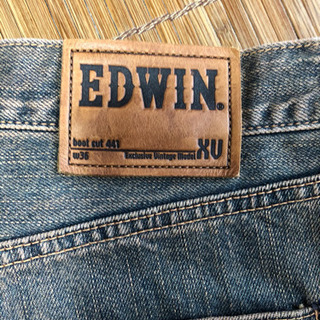 EDWIN®
boot cut 441
w36 Exclusive Vintage Model XV